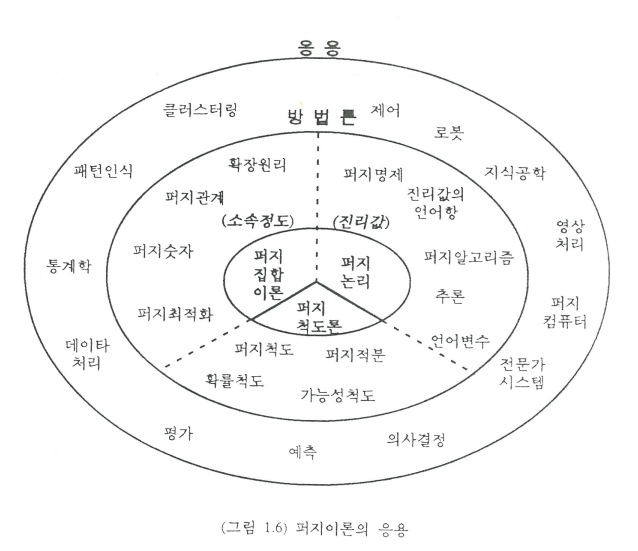 응 용
클러스터링
방 법 론
제어
로봇
패턴인식
확장원리
퍼지명제
지식공학
퍼지관계
진리값의
언어항
(소속정도)
(진리값)
영상
처리
통계학
퍼지숫자
퍼지
집합
이론
퍼지
논리
퍼지알고리즘
추론
퍼지최적화
퍼지
척도론
퍼지
컴퓨터
데이타
처리
퍼지척도
퍼지적분
언어변수
확률척도
가능성척도
전문가
시스템
평가
예측
의사결정
(그림 1.6) 퍼지이론의 응용